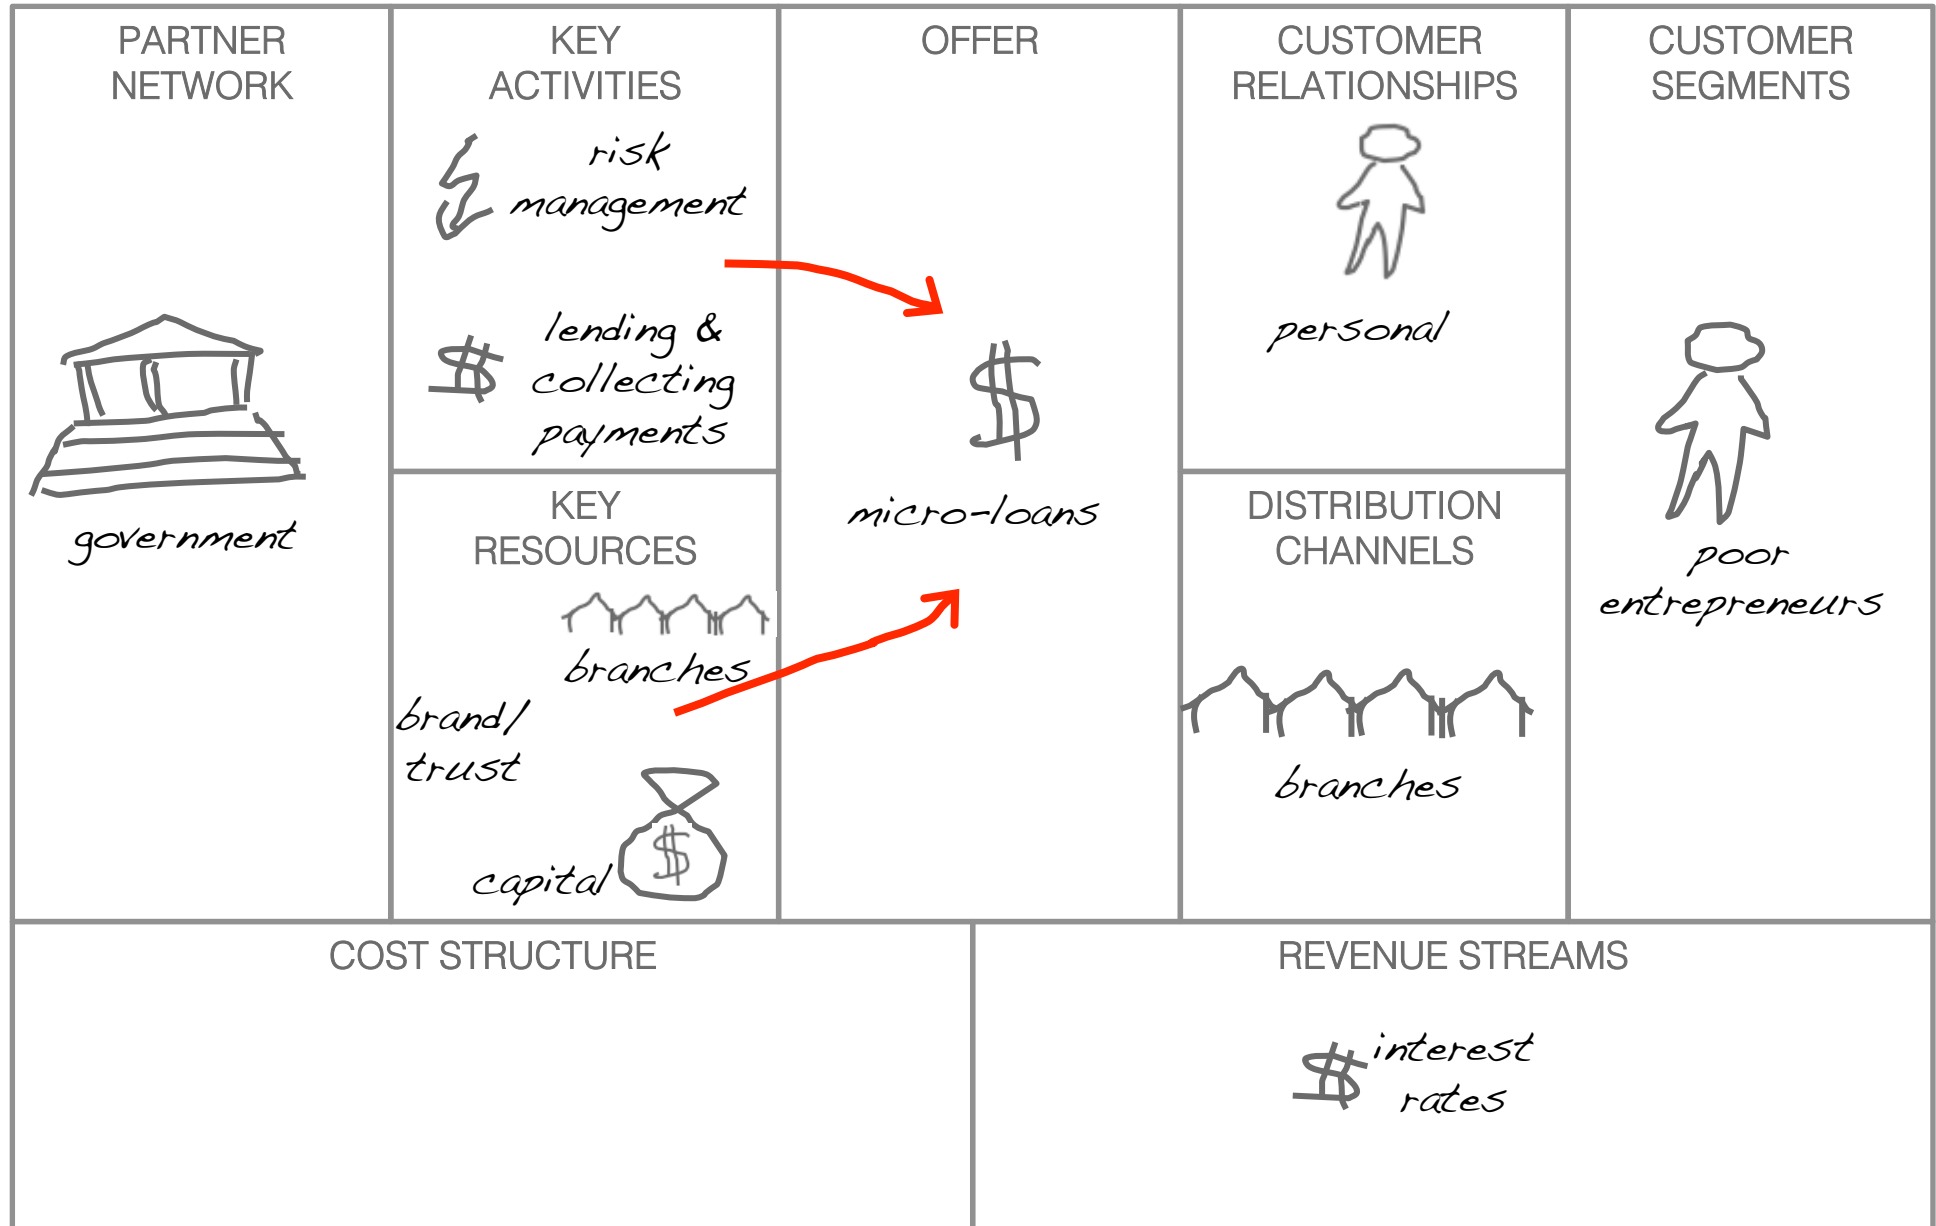 PARTNER
NETWORK
government
KEY
ACTIVITIES
risk
management
lending &
collecting
payments
KEY
RESOURCES
branches
brand/
trust
capital
OFFER
micro-loans
CUSTOMER
RELATIONSHIPS
personal
DISTRIBUTION
CHANNELS
branches
CUSTOMER
SEGMENTS
poor
entrepreneurs
COST STRUCTURE
REVENUE STREAMS
interest
rates